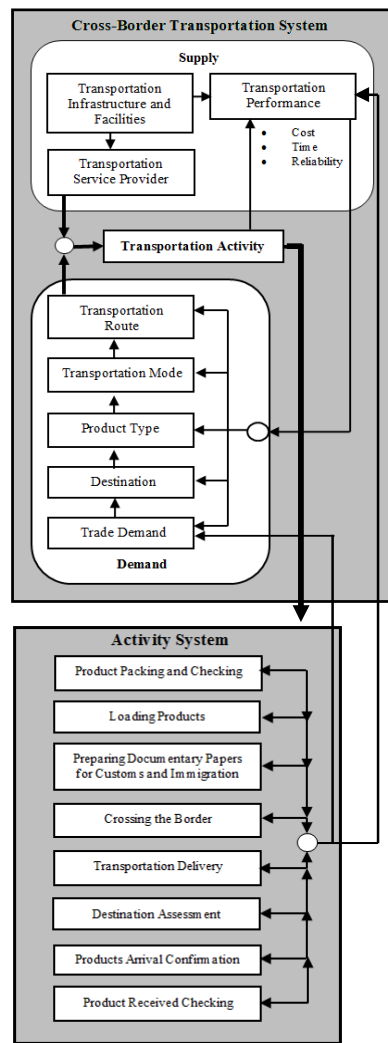 Cross-Border Transportation System
Supply
Transportation
Infrastructure and
Facilities
Transportation
Performance
• Cost
• Time
• Reliability
Transportation
Service Provider
Transportation Activity
Transportation
Route
Transportation Mode
Product Type
Destination
Trade Demand
Demand
Activity System
Product Packing and Checking
Loading Products
Preparing Documentary Papers
for Customs and Immigration
Crossing the Border
Transportation Delivery
Destination Assessment
Products Arrival Confirmation
Product Received Checking